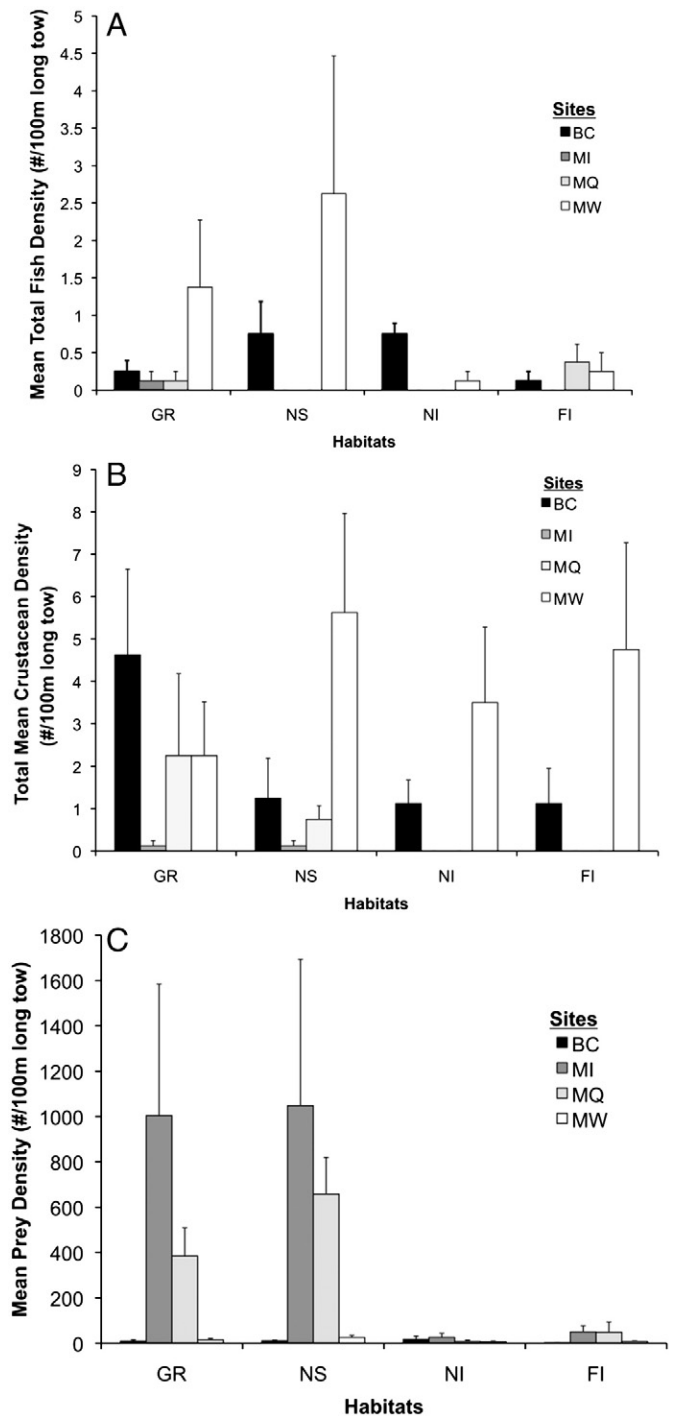 A
Mean Total Fish Density (#/100m long tow)
5
4.5
4
3.5
3
2.5
2
1.5
1
0.5
0
Sites
BC
MI
MQ
MW
GR NS NI FI
Habitats
B
Total Mean Crustacean Density
(#/100m long tow)
9
8
7
6
5
4
3
2
1
0
Sites
BC
MI
MQ
MW
GR NS NI FI
Habitats
C
Mean Prey Density (#/100m long tow)
1800
1600
1400
1200
1000
800
600
400
200
0
Sites
BC
MI
MQ
MW
GR NS NI FI
Habitats